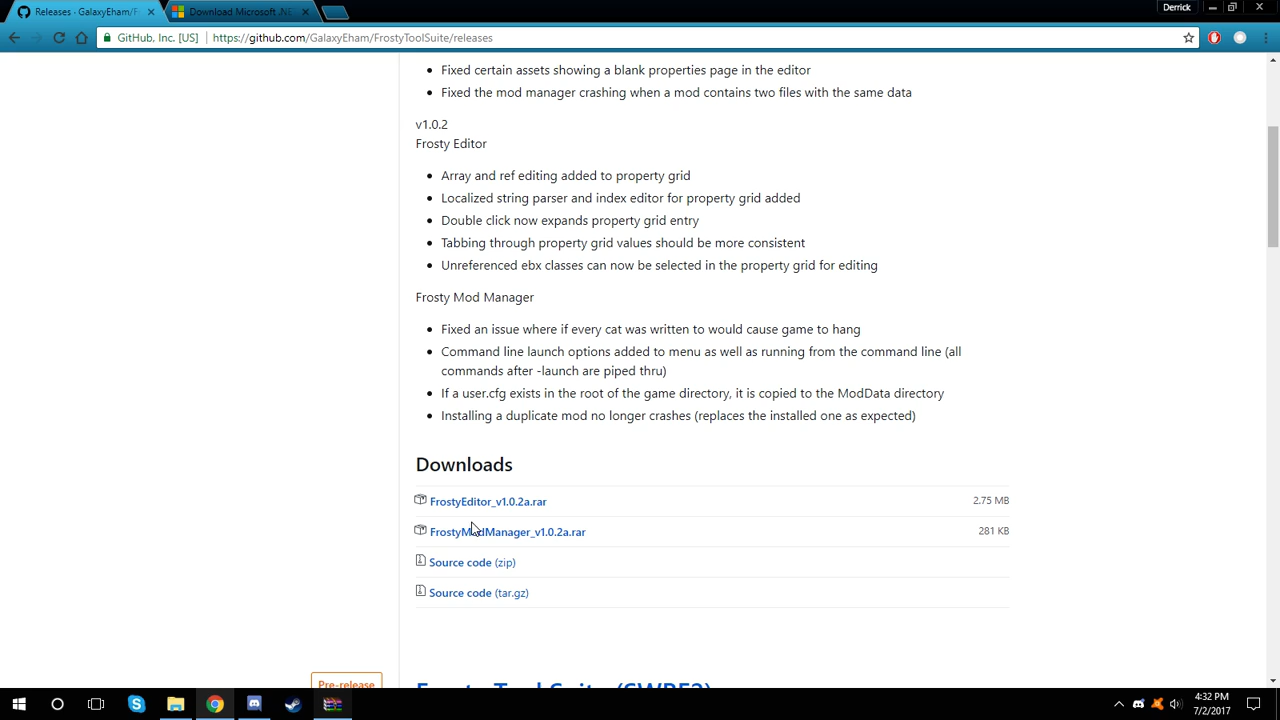 Releases · GalaxyEham/F
Download Microsoft .NE
Derrick
GitHub, Inc. [US]
https://github.com/GalaxyEham/FrostyToolSuite/releases
Fixed certain assets showing a blank properties page in the editor
Fixed the mod manager crashing when a mod contains two files with the same data
v1.0.2
Frosty Editor
Array and ref editing added to property grid
Localized string parser and index editor for property grid added
Double click now expands property grid entry
Tabbing through property grid values should be more consistent
Unreferenced ebx classes can now be selected in the property grid for editing
Frosty Mod Manager
Fixed an issue where if every cat was written to would cause game to hang
Command line launch options added to menu as well as running from the command line (all
commands after -launch are piped thru)
If a user.cfg exists in the root of the game directory, it is copied to the ModData directory
Installing a duplicate mod no longer crashes (replaces the installed one as expected)
Downloads
FrostyEditor_v1.0.2a.rar 2.75 MB
FrostyModManager_v1.0.2a.rar 281 KB
Source code (zip)
Source code (tar.gz)
Pre-release
Frosty Tool Suite (SWBF2)
4:32 PM
7/2/2017